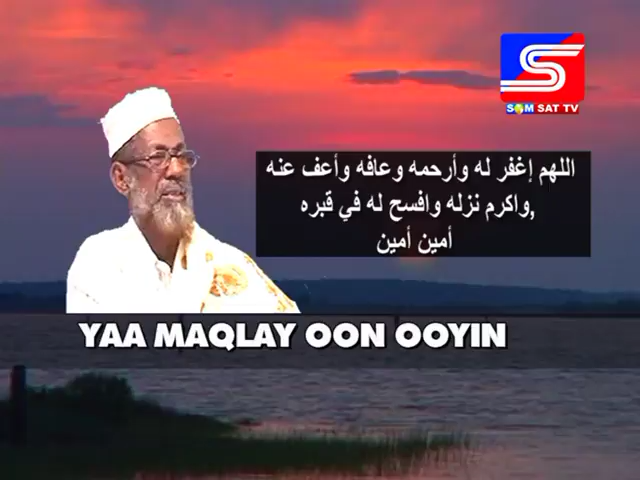 S
SOM SAT TV
اللهم إغفر له وأرحمه وعافه وأعف عنه
,واكرم نزله وافسح له في قبره
أمين أمين
YAA MAQLAY OON OOYIN